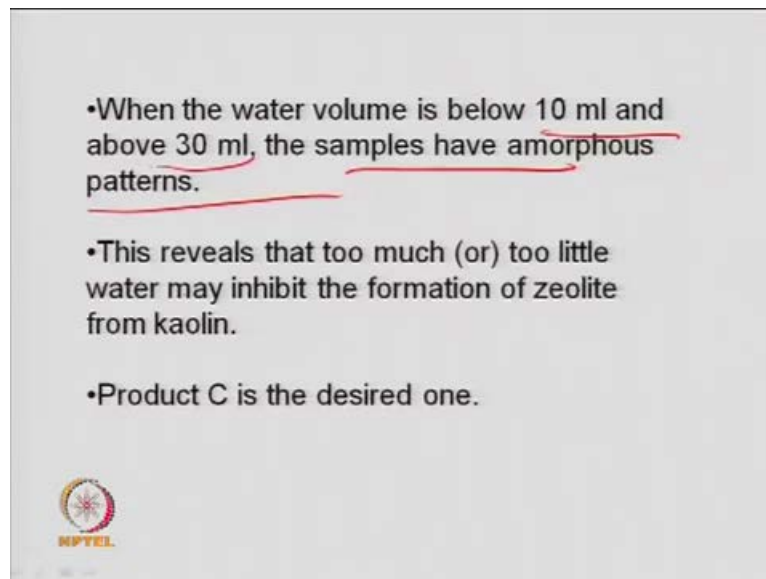 •When the water volume is below 10 ml and
above 30 ml, the samples have amorphous
patterns.
•This reveals that too much (or) too little
water may inhibit the formation of zeolite
from kaolin.
•Product C is the desired one.
NPTEL